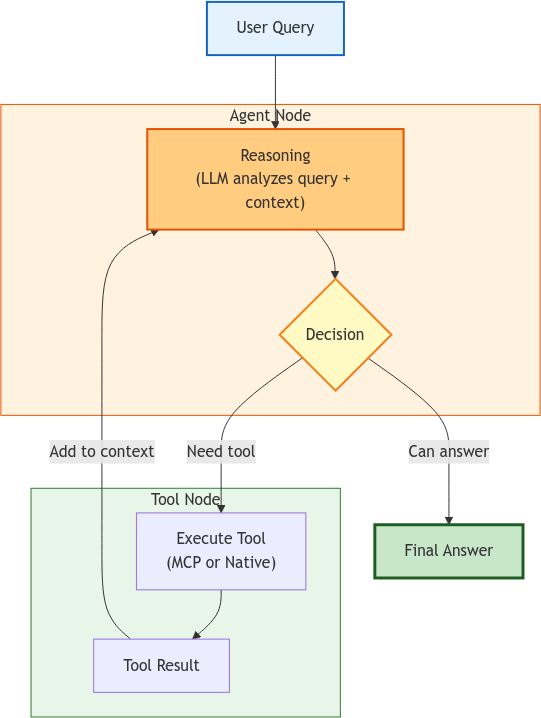 User Query
Agent Node
Reasoning
(LLM analyzes query +
context)
Decision
Add to context
Need tool
Can answer
Tool Node
Execute Tool
(MCP or Native)
Final Answer
Tool Result